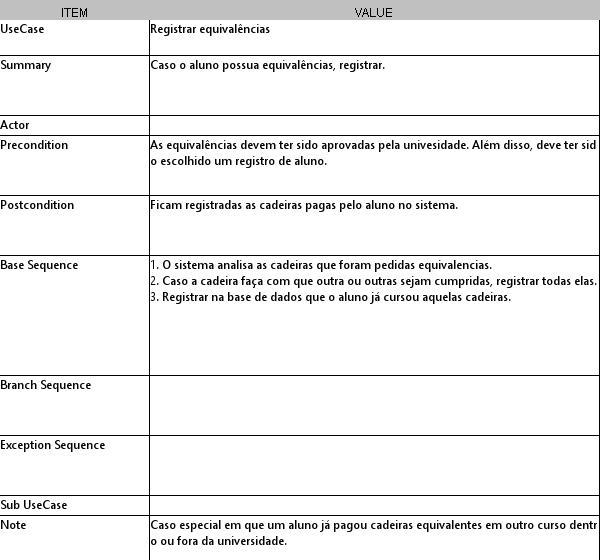 ITEM VALUE
UseCase Registrar equivalências
Summary Caso o aluno possua equivalências, registrar.
Actor
Precondition As equivalências devem ter sido aprovadas pela univesidade. Além disso, deve ter sid
o escolhido um registro de aluno.
Postcondition Ficam registradas as cadeiras pagas pelo aluno no sistema.
Base Sequence 1. O sistema analisa as cadeiras que foram pedidas equivalencias.
2. Caso a cadeira faça com que outra ou outras sejam cumpridas, registrar todas elas.
3. Registrar na base de dados que o aluno já cursou aquelas cadeiras.
Branch Sequence
Exception Sequence
Sub UseCase
Note Caso especial em que um aluno já pagou cadeiras equivalentes em outro curso dentr
o ou fora da universidade.